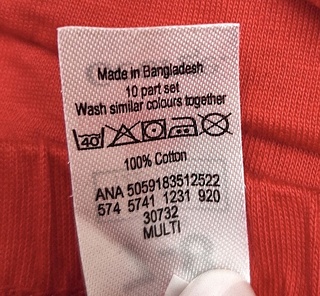 Made in Bangladesh
10 part set
Wash similar colours together
40
100% Cotton
ANA 5059183512522
574 5741 1231 920
30732
MULTI